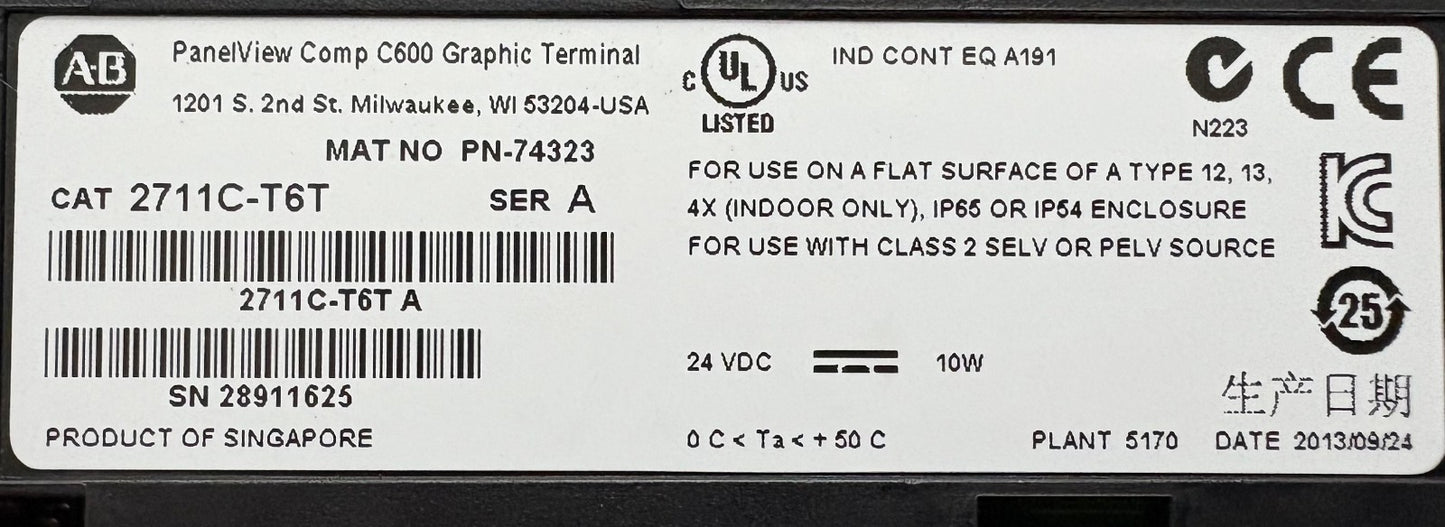 A-B
PanelView Comp C600 Graphic Terminal
1201 S. 2nd St. Milwaukee, WI 53204-USA
MAT NO PN-74323
CAT 2711C-T6T SER A
2711C-T6T A
SN 28911625
PRODUCT OF SINGAPORE
C UL US
LISTED
IND CONT EQ A191
N223
CE
FOR USE ON A FLAT SURFACE OF A TYPE 12, 13,
4X (INDOOR ONLY), IP65 OR IP54 ENCLOSURE
FOR USE WITH CLASS 2 SELV OR PELV SOURCE
KC
25
24 VDC 10W
生产日期
0 C < Ta < + 50 C PLANT 5170 DATE 2013/09/24